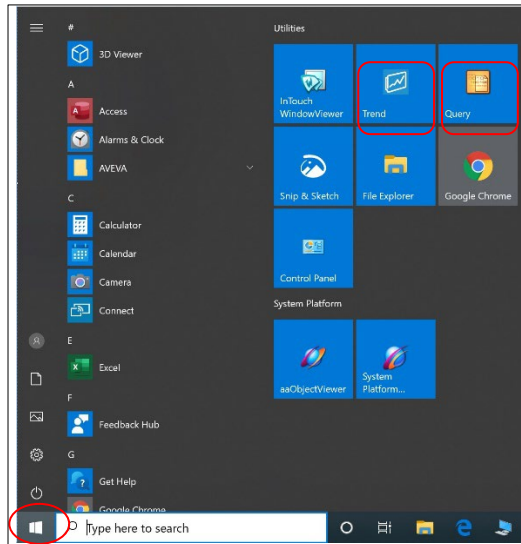 #
3D Viewer
A
Access
Alarms & Clock
AVEVA
C
Calculator
Calendar
Camera
Connect
E
Excel
F
Feedback Hub
G
Get Help
Google Chrome
Type here to search
Utilities
InTouch
WindowViewer
Trend
Query
Snip & Sketch
File Explorer
Google Chrome
Control Panel
System Platform
aaObjectViewer
System
Platform...